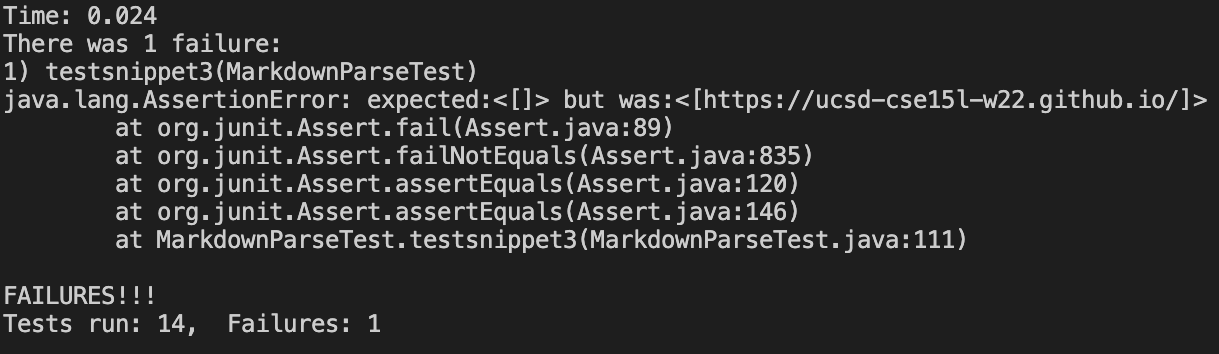 Time: 0.024
There was 1 failure:
1) testsnippet3(MarkdownParseTest)
java.lang.AssertionError: expected:<[]> but was:<[https://ucsd-cse15l-w22.github.io/]>
        at org.junit.Assert.fail(Assert.java:89)
        at org.junit.Assert.failNotEquals(Assert.java:835)
        at org.junit.Assert.assertEquals(Assert.java:120)
        at org.junit.Assert.assertEquals(Assert.java:146)
        at MarkdownParseTest.testsnippet3(MarkdownParseTest.java:111)
FAILURES!!!
Tests run: 14,  Failures: 1